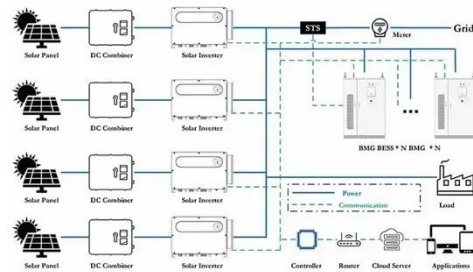 STS
Meter
Grid
Solar Panel
DC Combiner
Solar Inverter
Solar Panel
DC Combiner
Solar Inverter
BMG BESS * N BMG * N
Solar Panel
DC Combiner
Solar Inverter
Power
Communication
Load
Solar Panel
DC Combiner
Solar Inverter
Controller
Router
Cloud Server
Applications